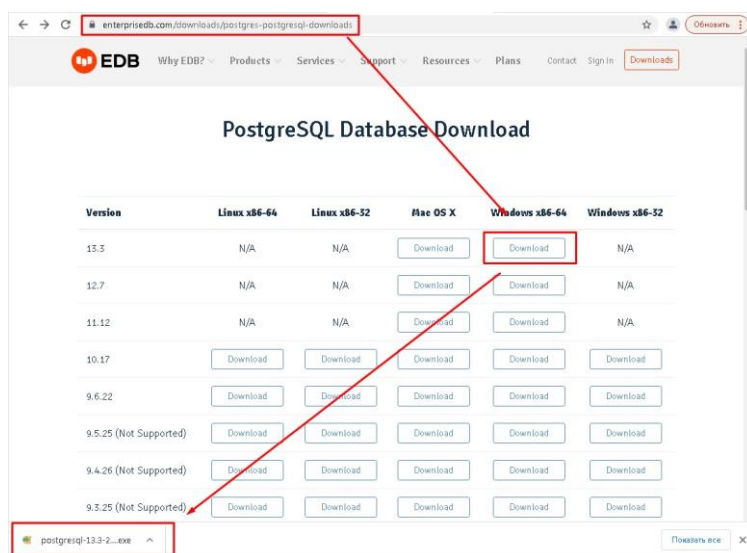 enterprisedb.com/downloads/postgres-postgresql-downloads
Обновить
EDB Why EDB? Products Services Support Resources Plans Contact Sign In Downloads
PostgreSQL Database Download
Version Linux x86-64 Linux x86-32 Mac OS X Windows x86-64 Windows x86-32
13.3 N/A N/A Download Download N/A
12.7 N/A N/A Download Download N/A
11.12 N/A N/A Download Download N/A
10.17 Download Download Download Download Download
9.6.22 Download Download Download Download Download
9.5.25 (Not Supported) Download Download Download Download Download
9.4.26 (Not Supported) Download Download Download Download Download
9.3.25 (Not Supported) Download Download Download Download Download
postgresql-13.3-2....exe Показать все